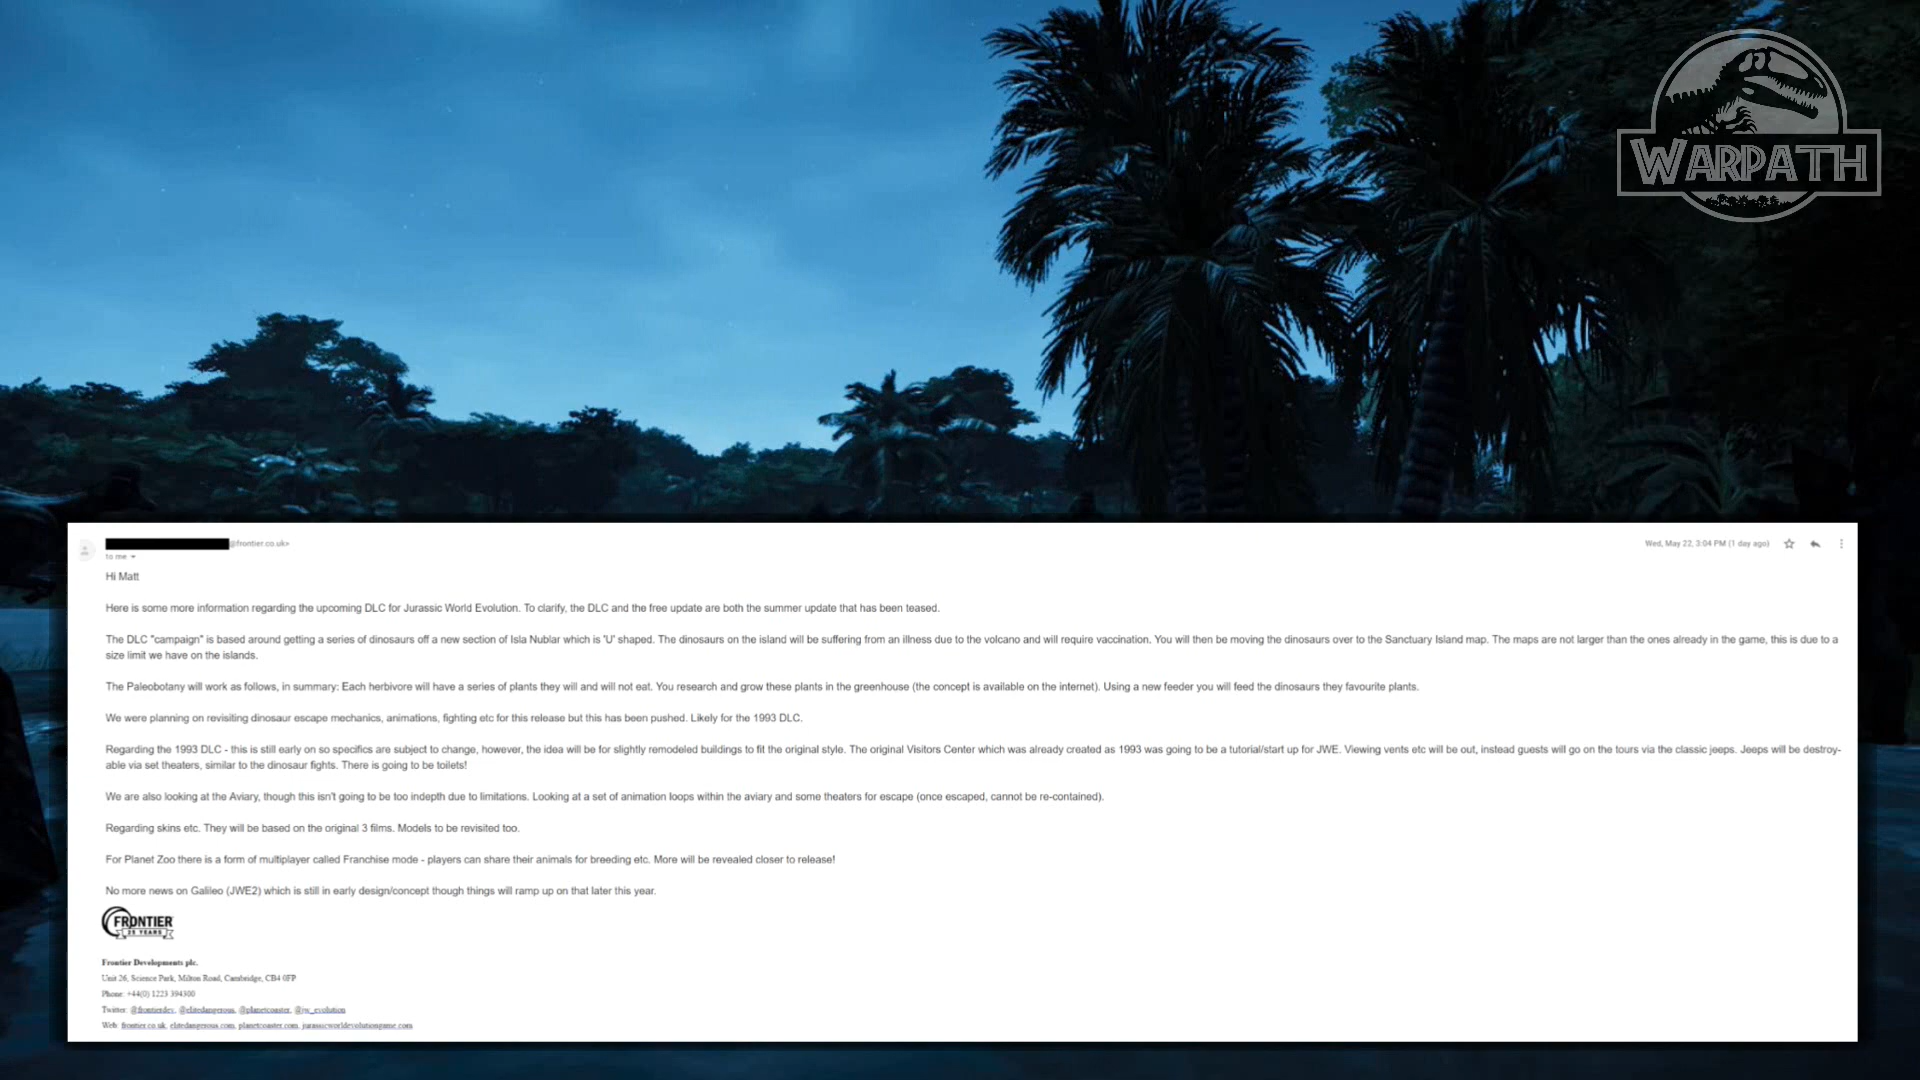 WARPATH
@frontier.co.uk>
Wed, May 22, 3:04 PM (1 day ago)
to me
Hi Matt
Here is some more information regarding the upcoming DLC for Jurassic World Evolution. To clarify, the DLC and the free update are both the summer update that has been teased.
The DLC "campaign" is based around getting a series of dinosaurs off a new section of Isla Nublar which is 'U' shaped. The dinosaurs on the island will be suffering from an illness due to the volcano and will require vaccination. You will then be moving the dinosaurs over to the Sanctuary Island map. The maps are not larger than the ones already in the game, this is due to a
size limit we have on the islands.
The Paleobotany will work as follows, in summary: Each herbivore will have a series of plants they will and will not eat. You research and grow these plants in the greenhouse (the concept is available on the internet). Using a new feeder you will feed the dinosaurs they favourite plants.
We were planning on revisiting dinosaur escape mechanics, animations, fighting etc for this release but this has been pushed. Likely for the 1993 DLC.
Regarding the 1993 DLC - this is still early on so specifics are subject to change, however, the idea will be for slightly remodeled buildings to fit the original style. The original Visitors Center which was already created as 1993 was going to be a tutorial/start up for JWE. Viewing vents etc will be out, instead guests will go on the tours via the classic jeeps. Jeeps will be destroy-
able via set theaters, similar to the dinosaur fights. There is going to be toilets!
We are also looking at the Aviary, though this isn't going to be too indepth due to limitations. Looking at a set of animation loops within the aviary and some theaters for escape (once escaped, cannot be re-contained).
Regarding skins etc. They will be based on the original 3 films. Models to be revisited too.
For Planet Zoo there is a form of multiplayer called Franchise mode - players can share their animals for breeding etc. More will be revealed closer to release!
No more news on Galileo (JWE2) which is still in early design/concept though things will ramp up on that later this year.
FRONTIER
25 YEARS
Frontier Developments plc.
Unit 26, Science Park, Milton Road, Cambridge, CB4 0FP
Phone: +44(0) 1223 394300
Twitter: @frontierdev, @elitedangerous, @planetcoaster, @jw_evolution
Web: frontier.co.uk, elitedangerous.com, planetcoaster.com, jurassicworldevolutiongame.com